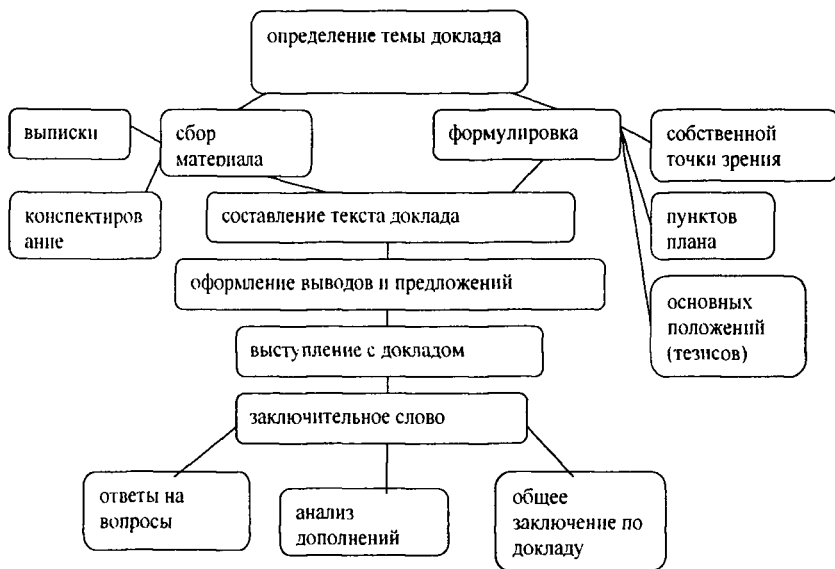 определение темы доклада
выписки
сбор
материала
формулировка
собственной
точки зрения
конспектиров
ание
составление текста доклада
пунктов
плана
оформление выводов и предложений
основных
положений
(тезисов)
выступление с докладом
заключительное слово
ответы на
вопросы
анализ
дополнений
общее
заключение по
докладу